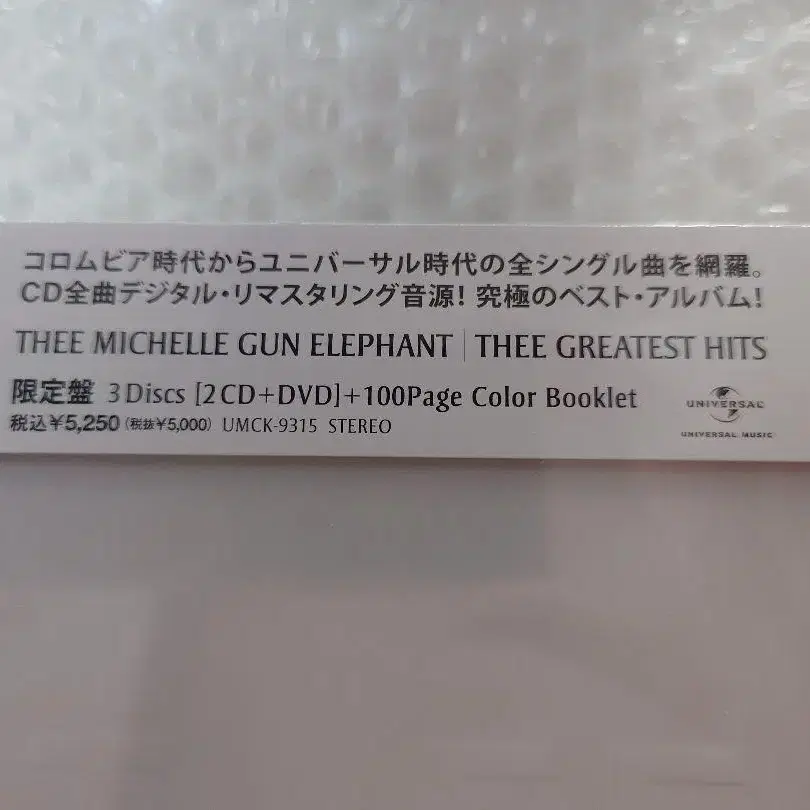 コロムビア時代からユニバーサル時代の全シングル曲を網羅。
CD全曲デジタル・リマスタリング音源! 究極のベスト・アルバム!
THEE MICHELLE GUN ELEPHANT | THEE GREATEST HITS
限定盤 3Discs [2CD+DVD]+100Page Color Booklet
税込¥5,250 (税抜¥5,000) UMCK-9315 STEREO
UNIVERSAL
UNIVERSAL MUSIC